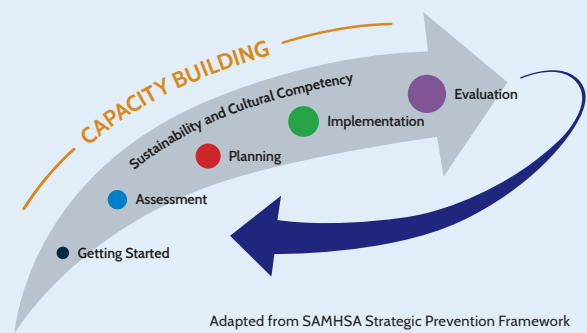 CAPACITY BUILDING
Sustainability and Cultural Competency
Evaluation
Implementation
Planning
Assessment
Getting Started
Adapted from SAMHSA Strategic Prevention Framework